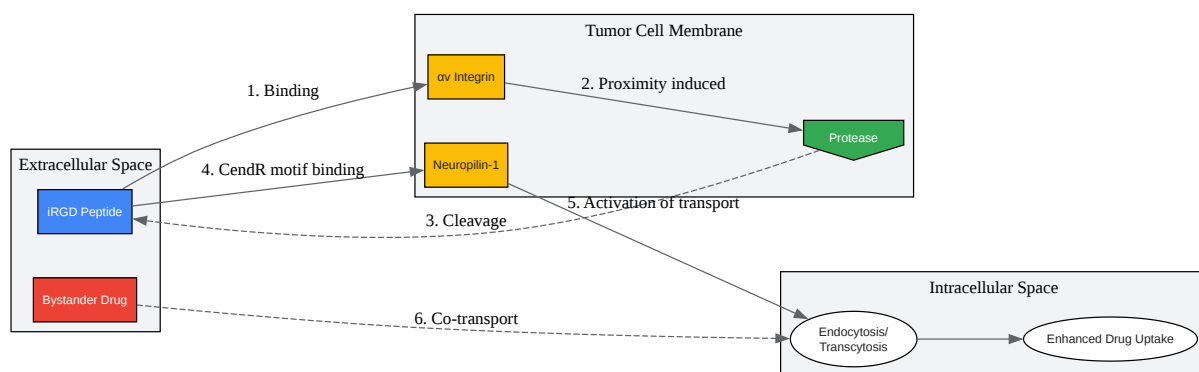 Tumor Cell Membrane
αv Integrin
2. Proximity induced
1. Binding
Protease
Extracellular Space
4. CendR motif binding
Neuropilin-1
iRGD Peptide
3. Cleavage
5. Activation of transport
Bystander Drug
6. Co-transport
Intracellular Space
Endocytosis/
Transcytosis
Enhanced Drug Uptake